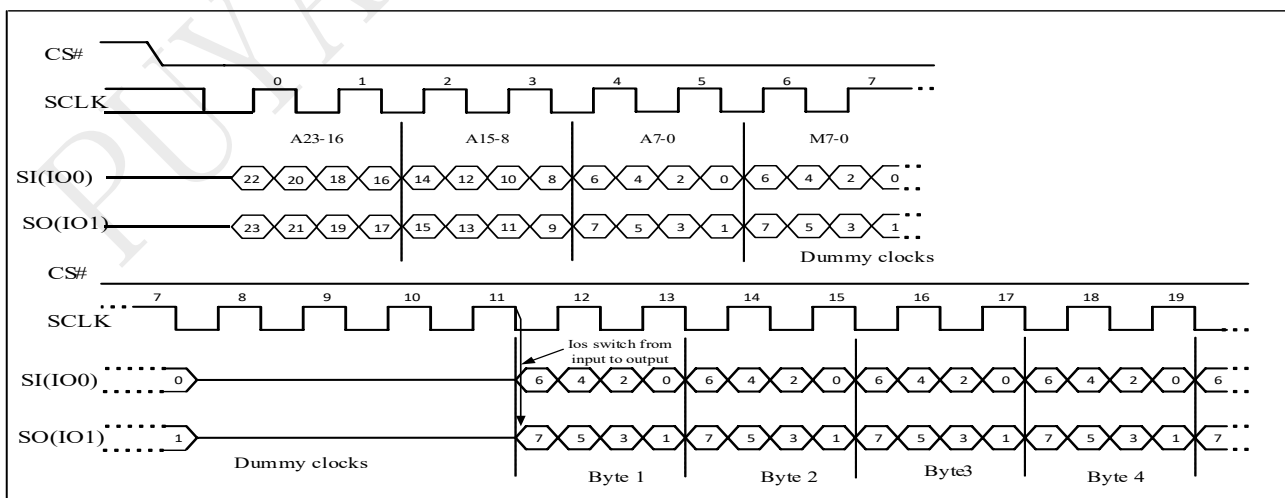 PUYA
CS#
0 1 2 3 4 5 6 7
SCLK
A23-16 A15-8 A7-0 M7-0
SI(IO0) 22 20 18 16 14 12 10 8 6 4 2 0 6 4 2 0
SO(IO1) 23 21 19 17 15 13 11 9 7 5 3 1 7 5 3 1
Dummy clocks
CS#
7 8 9 10 11 12 13 14 15 16 17 18 19
SCLK
Ios switch from
input to output
SI(IO0) 0 6 4 2 0 6 4 2 0 6 4 2 0 6 4 2 0 6
SO(IO1) 1 7 5 3 1 7 5 3 1 7 5 3 1 7 5 3 1 7
Dummy clocks Byte 1 Byte 2 Byte3 Byte 4